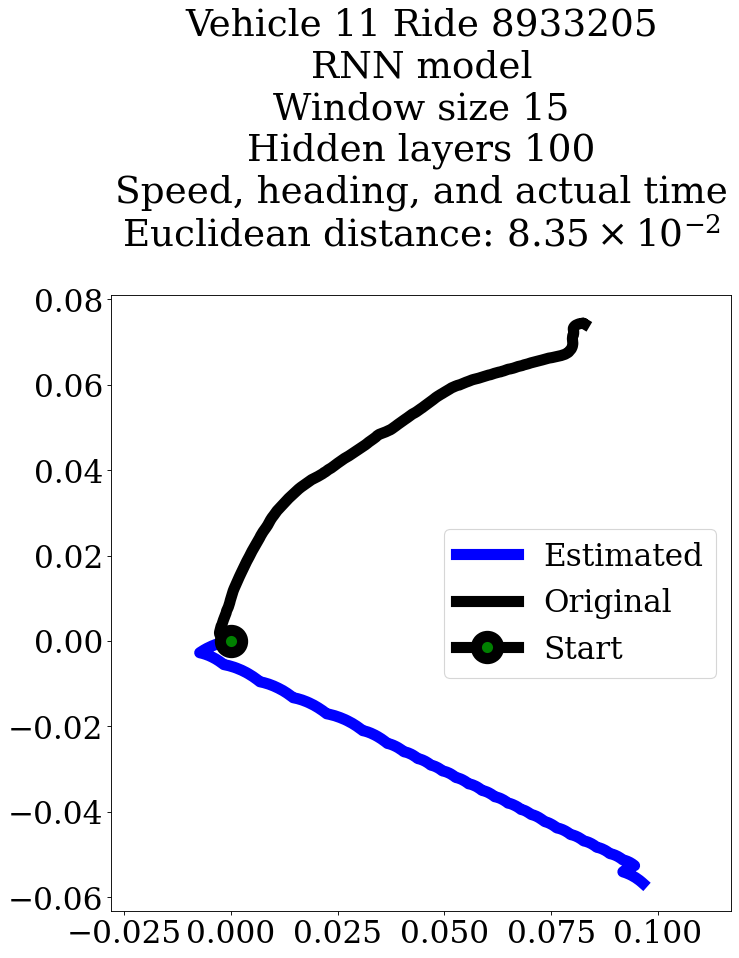 Vehicle 11 Ride 8933205
RNN model
Window size 15
Hidden layers 100
Speed, heading, and actual time
Euclidean distance: 8.35 × 10⁻²
0.08
0.06
0.04
0.02
0.00
−0.02
−0.04
−0.06
Estimated
Original
Start
−0.025 0.000 0.025 0.050 0.075 0.100